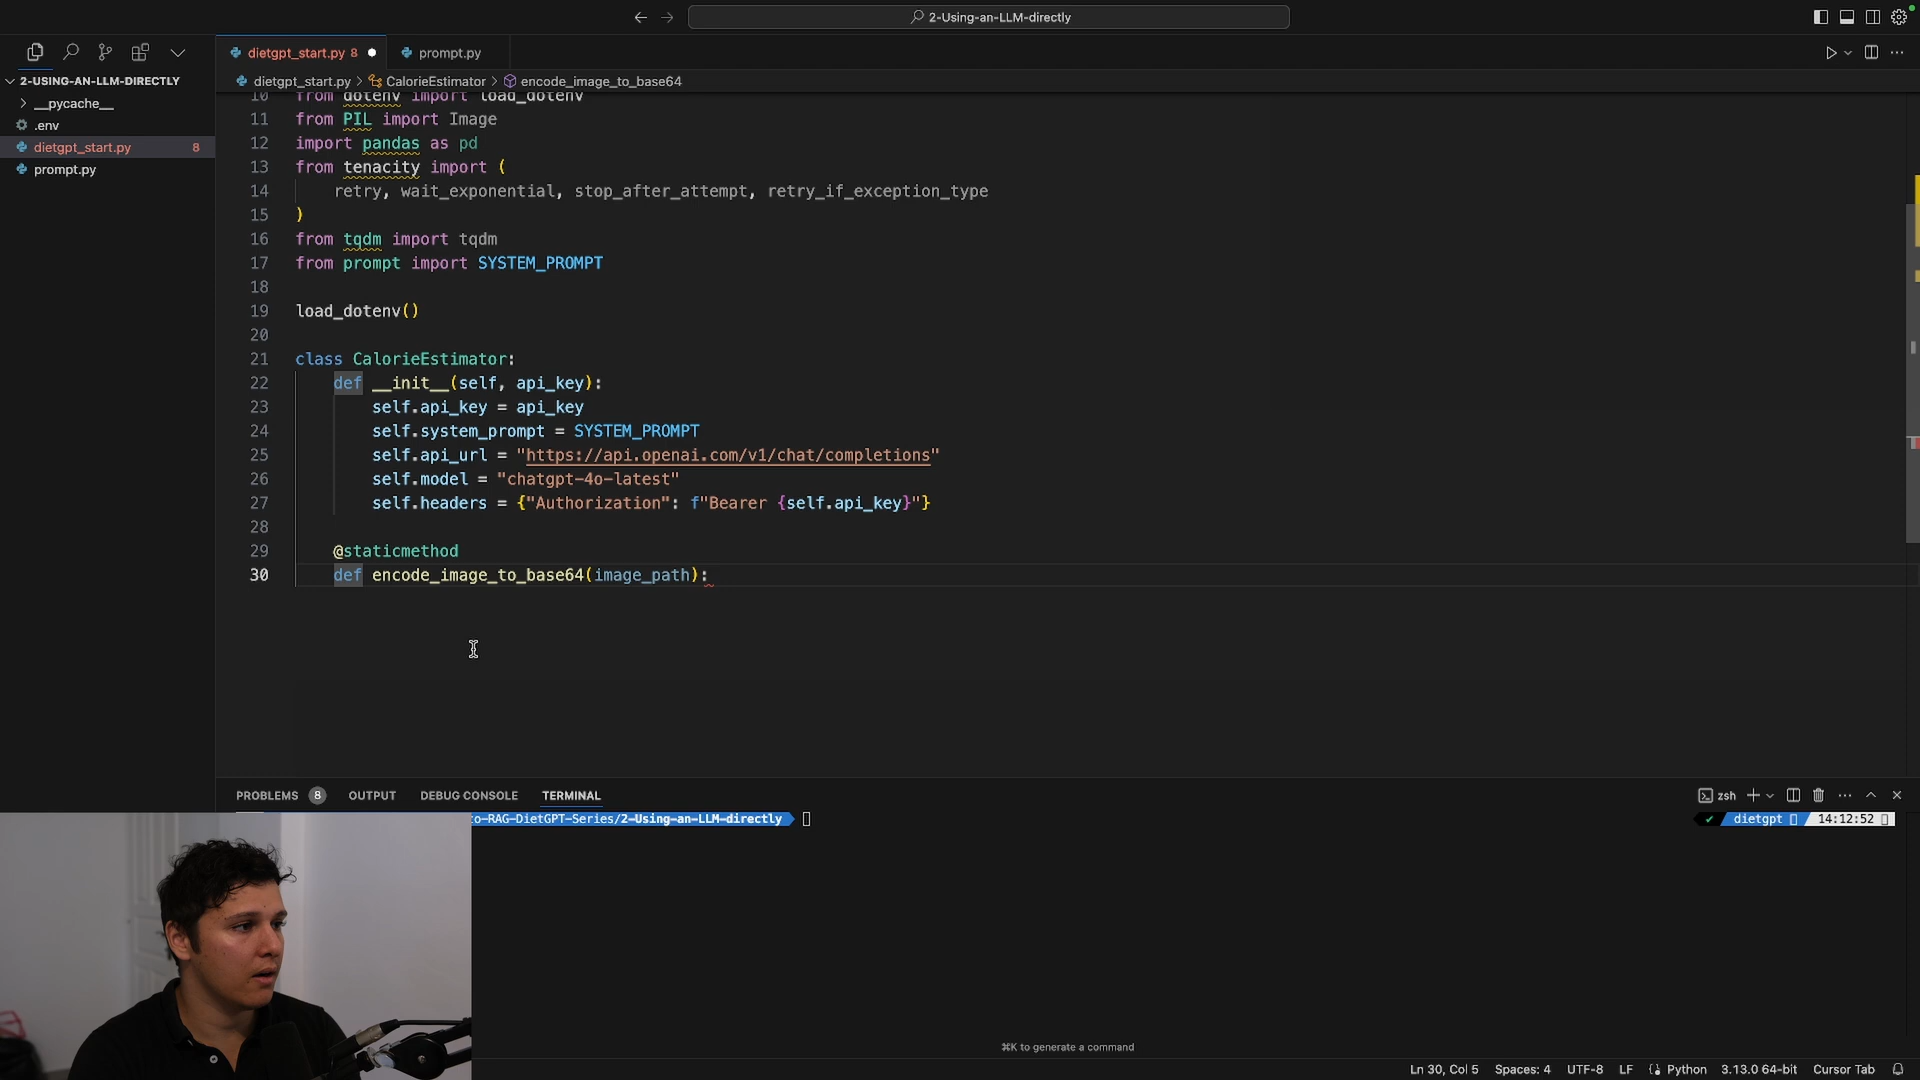 2-Using-an-LLM-directly
dietgpt_start.py 8
prompt.py
2-USING-AN-LLM-DIRECTLY
__pycache__
.env
dietgpt_start.py 8
prompt.py
dietgpt_start.py > CalorieEstimator > encode_image_to_base64
10 from dotenv import load_dotenv
11 from PIL import Image
12 import pandas as pd
13 from tenacity import (
14 retry, wait_exponential, stop_after_attempt, retry_if_exception_type
15 )
16 from tqdm import tqdm
17 from prompt import SYSTEM_PROMPT
18
19 load_dotenv()
20
21 class CalorieEstimator:
22 def __init__(self, api_key):
23 self.api_key = api_key
24 self.system_prompt = SYSTEM_PROMPT
25 self.api_url = "https://api.openai.com/v1/chat/completions"
26 self.model = "chatgpt-4o-latest"
27 self.headers = {"Authorization": f"Bearer {self.api_key}"}
28
29 @staticmethod
30 def encode_image_to_base64(image_path):
PROBLEMS 8 OUTPUT DEBUG CONSOLE TERMINAL
zsh
to-RAG-DietGPT-Series/2-Using-an-LLM-directly
dietgpt 14:12:52
⌘K to generate a command
Ln 30, Col 5 Spaces: 4 UTF-8 LF Python 3.13.0 64-bit Cursor Tab